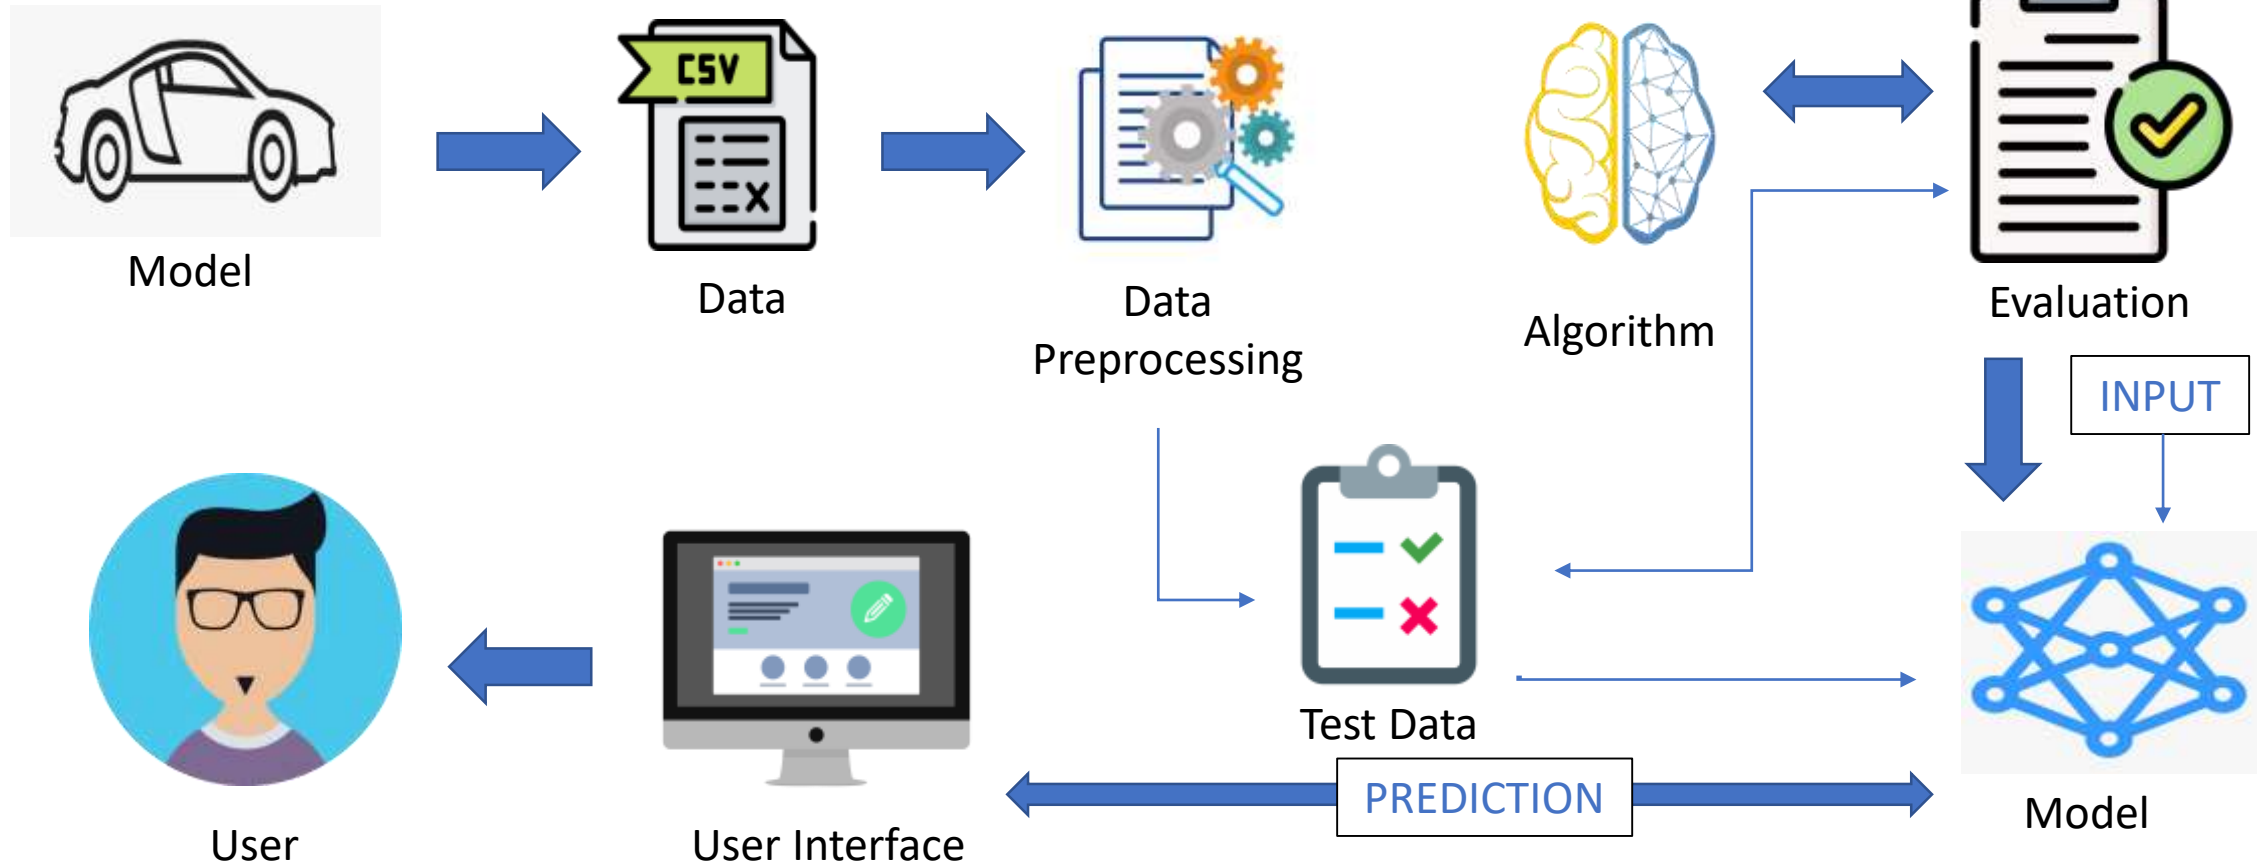 CSV
Model
Data
Data
Preprocessing
Algorithm
Evaluation
INPUT
Test Data
PREDICTION
Model
User
User Interface